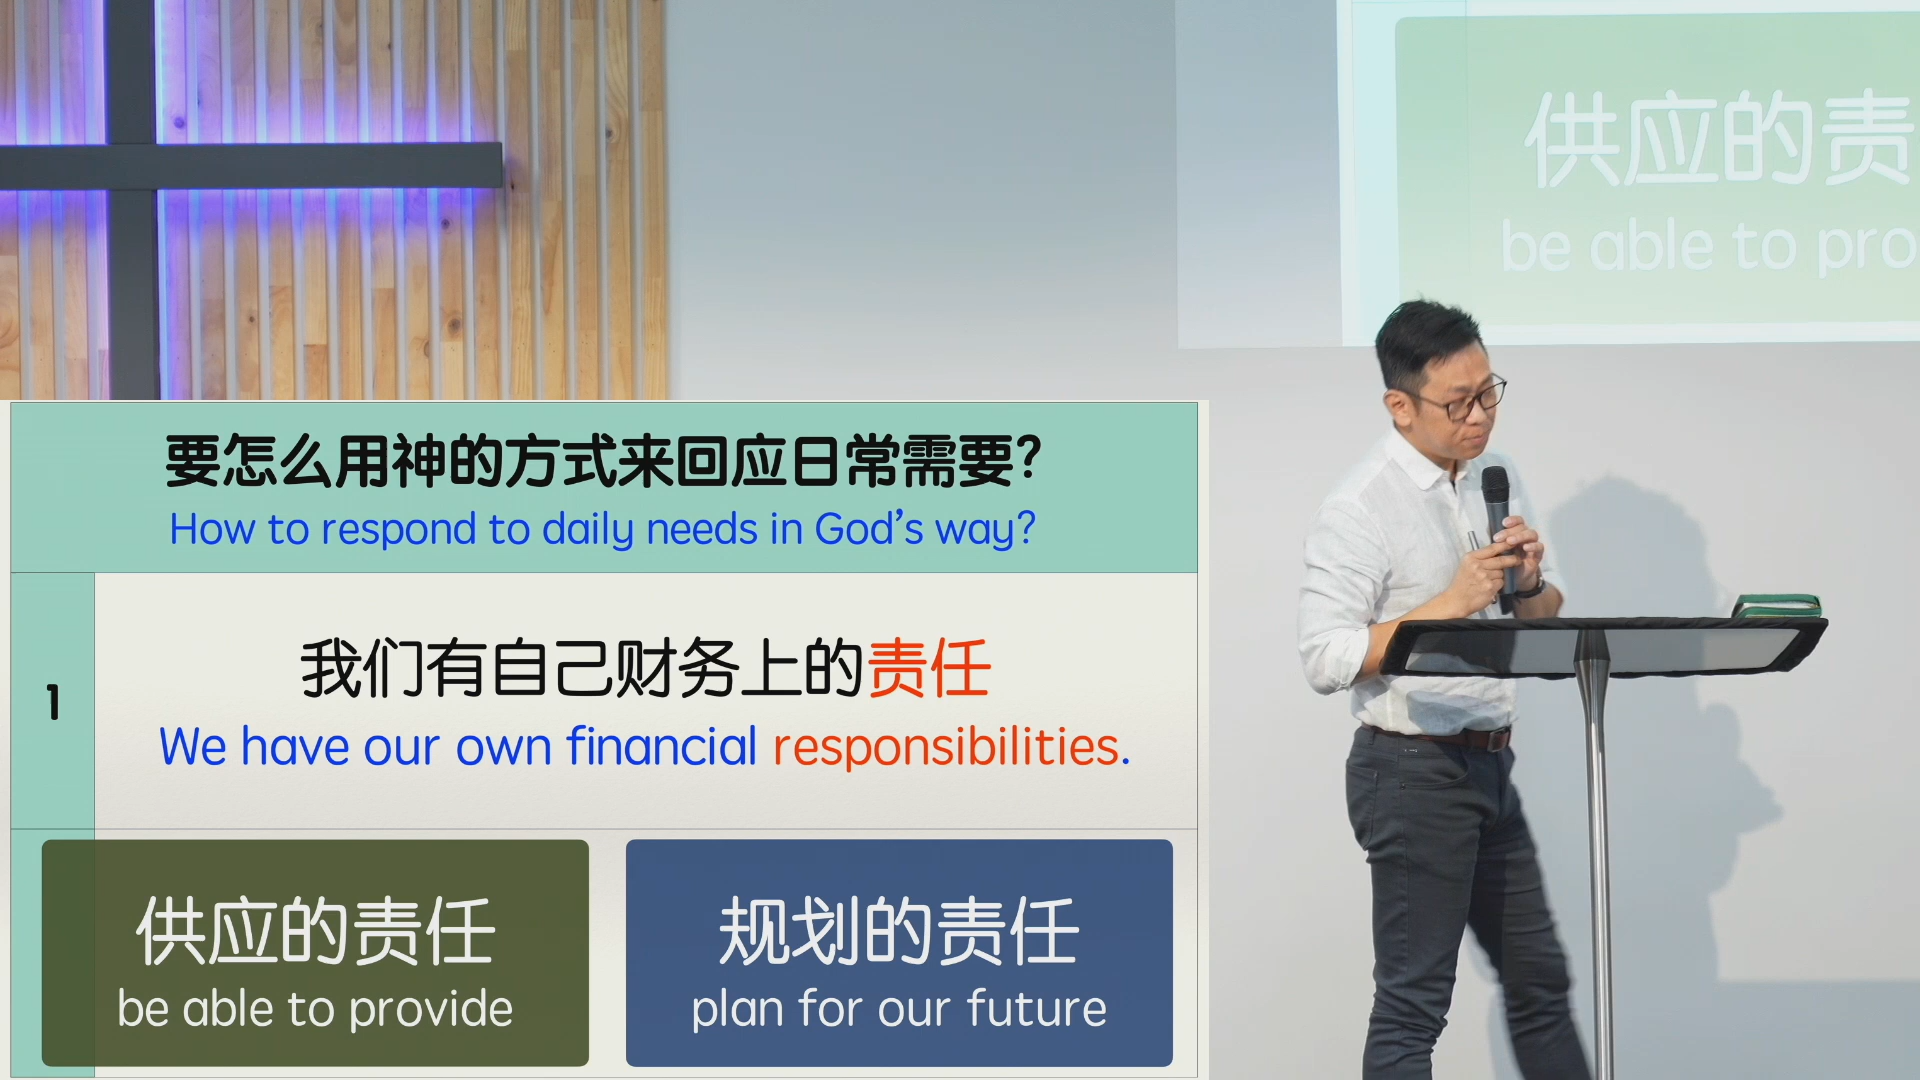 供应的责
be able to pro
要怎么用神的方式来回应日常需要?
How to respond to daily needs in God's way?
1
我们有自己财务上的责任
We have our own financial responsibilities.
供应的责任
be able to provide
规划的责任
plan for our future